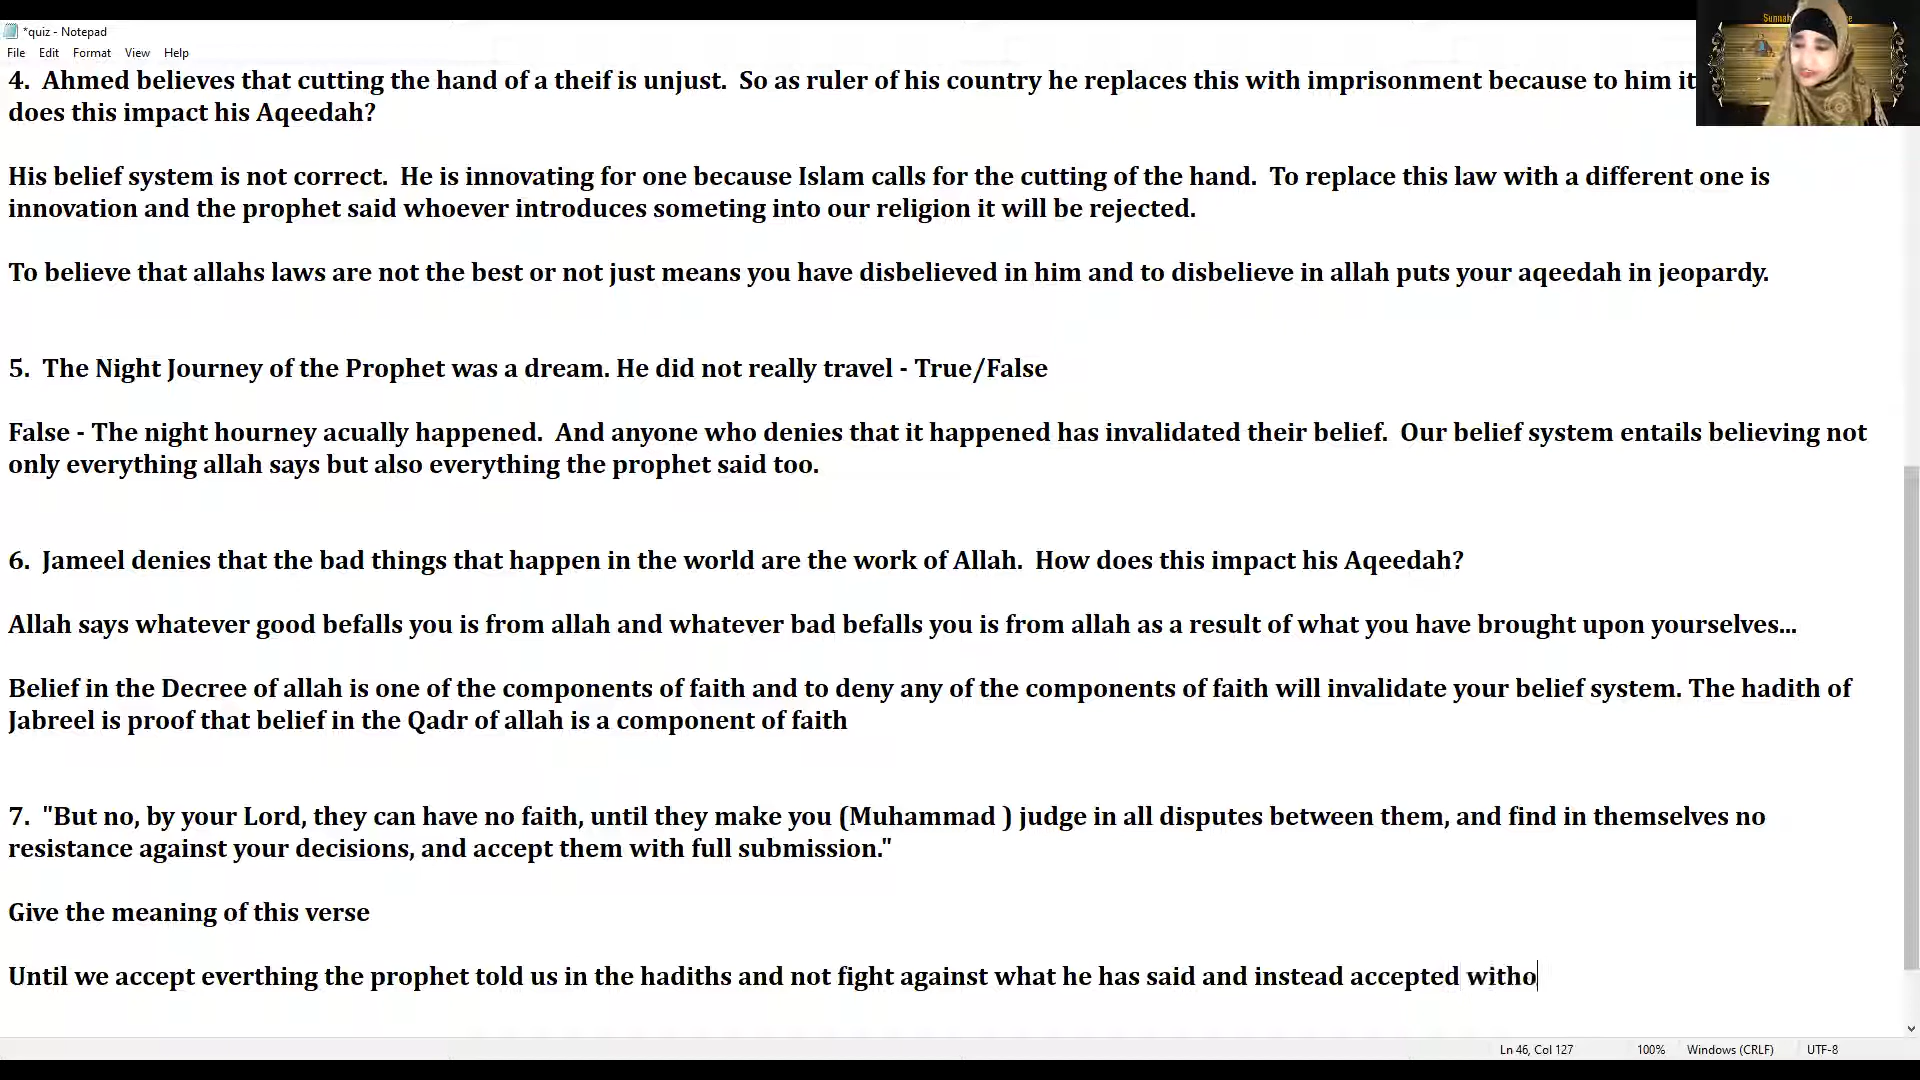 *quiz - Notepad
File Edit Format View Help
4.  Ahmed believes that cutting the hand of a theif is unjust.  So as ruler of his country he replaces this with imprisonment because to him it
does this impact his Aqeedah?
His belief system is not correct.  He is innovating for one because Islam calls for the cutting of the hand.  To replace this law with a different one is
innovation and the prophet said whoever introduces someting into our religion it will be rejected.
To believe that allahs laws are not the best or not just means you have disbelieved in him and to disbelieve in allah puts your aqeedah in jeopardy.
5.  The Night Journey of the Prophet was a dream. He did not really travel - True/False
False - The night hourney acually happened.  And anyone who denies that it happened has invalidated their belief.  Our belief system entails believing not
only everything allah says but also everything the prophet said too.
6.  Jameel denies that the bad things that happen in the world are the work of Allah.  How does this impact his Aqeedah?
Allah says whatever good befalls you is from allah and whatever bad befalls you is from allah as a result of what you have brought upon yourselves...
Belief in the Decree of allah is one of the components of faith and to deny any of the components of faith will invalidate your belief system. The hadith of
Jabreel is proof that belief in the Qadr of allah is a component of faith
7.  "But no, by your Lord, they can have no faith, until they make you (Muhammad ) judge in all disputes between them, and find in themselves no
resistance against your decisions, and accept them with full submission."
Give the meaning of this verse
Until we accept everthing the prophet told us in the hadiths and not fight against what he has said and instead accepted witho
Ln 46, Col 127 100% Windows (CRLF) UTF-8